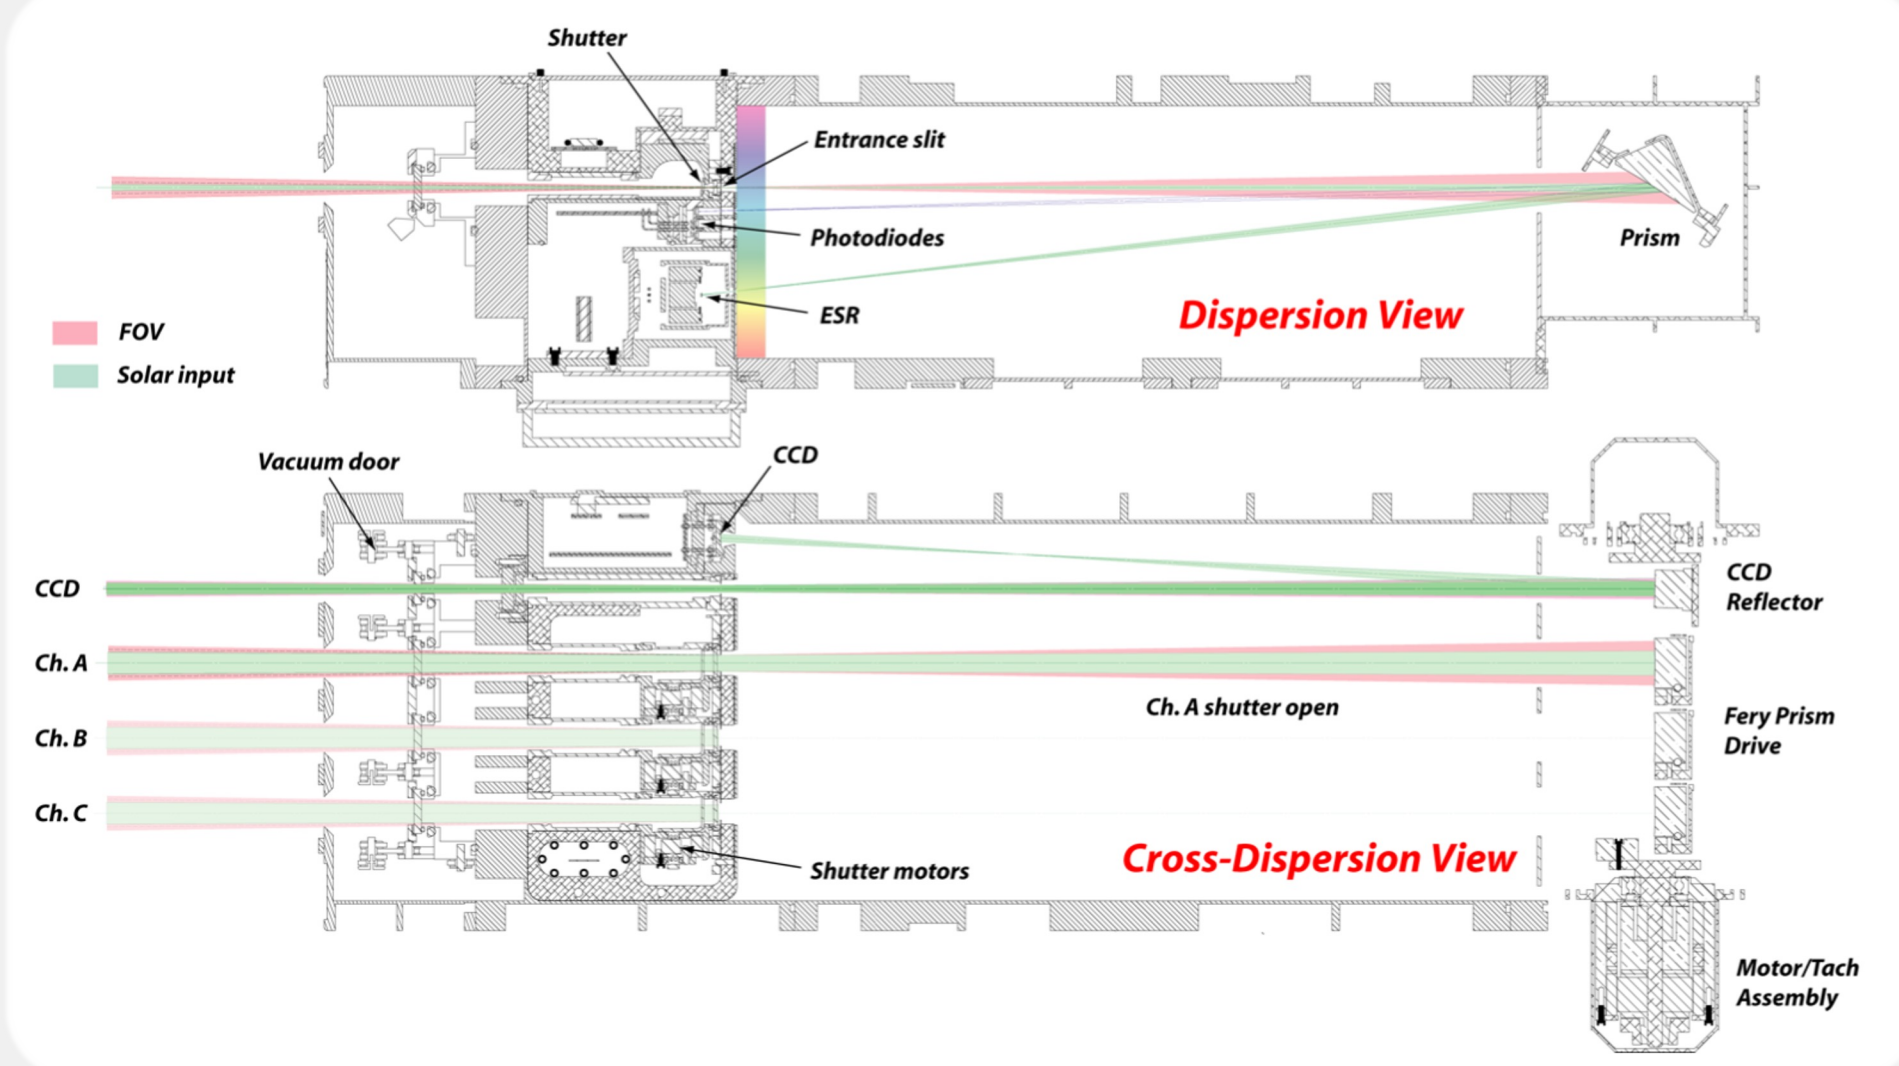 Shutter
Entrance slit
Photodiodes
Prism
ESR
Dispersion View
FOV
Solar input
Vacuum door
CCD
CCD
CCD
Reflector
Ch. A
Ch. A shutter open
Fery Prism
Drive
Ch. B
Ch. C
Cross-Dispersion View
Shutter motors
Motor/Tach
Assembly